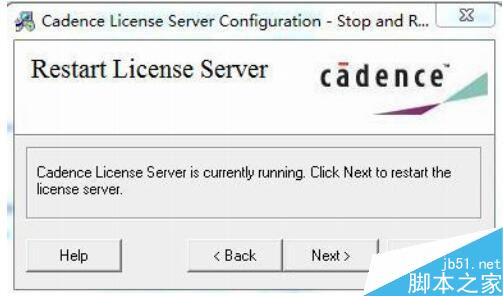 Cadence License Server Configuration - Stop and R...
Restart License Server
cādence™
Cadence License Server is currently running. Click Next to restart the
license server.
Help
< Back
Next >
jb51.net
脚本之家